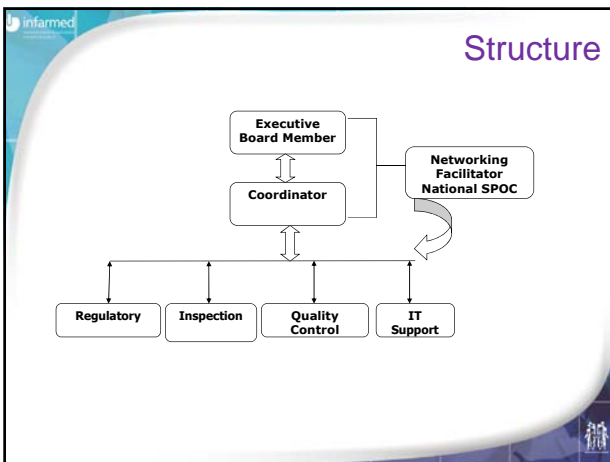 infarmed
Structure
Executive
Board Member
Networking
Facilitator
National SPOC
Coordinator
Regulatory
Inspection
Quality
Control
IT
Support